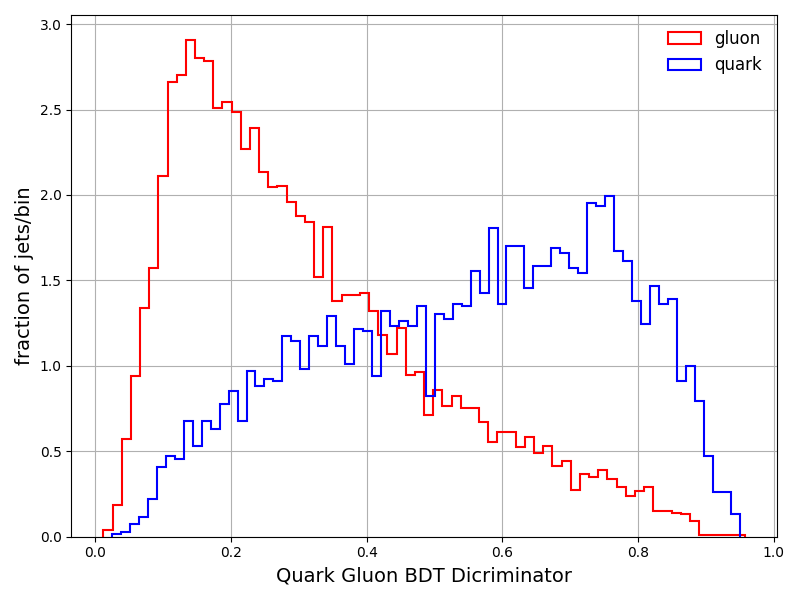 gluon
quark
fraction of jets/bin
3.0
2.5
2.0
1.5
1.0
0.5
0.0
0.0 0.2 0.4 0.6 0.8 1.0
Quark Gluon BDT Dicriminator